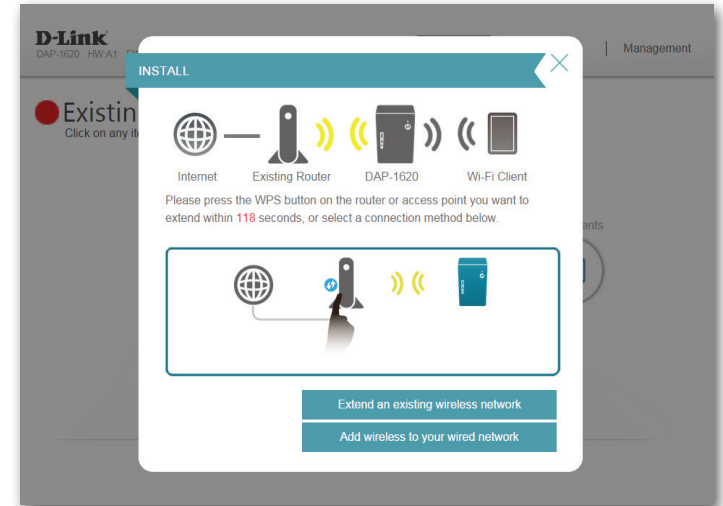 D-Link
DAP-1620 HW:A1
Management
INSTALL
Existin
Click on any
Internet Existing Router DAP-1620 Wi-Fi Client
Please press the WPS button on the router or access point you want to
extend within 118 seconds, or select a connection method below.
ents
Extend an existing wireless network
Add wireless to your wired network